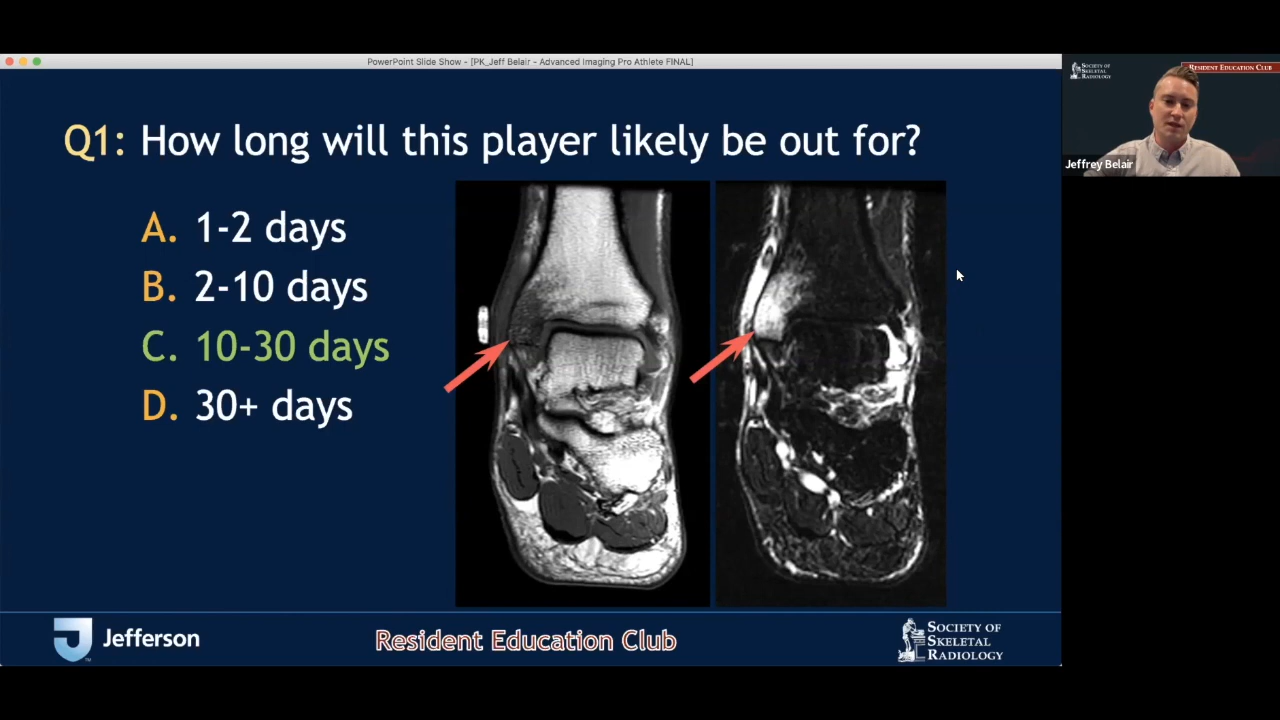 PowerPoint Slide Show - [PK_Jeff Belair - Advanced Imaging Pro Athlete FINAL]
Q1: How long will this player likely be out for?
A. 1-2 days
B. 2-10 days
C. 10-30 days
D. 30+ days
Jefferson
Resident Education Club
SOCIETY OF
SKELETAL
RADIOLOGY
SOCIETY OF
SKELETAL
RADIOLOGY
RESIDENT EDUCATION CLUB
Jeffrey Belair